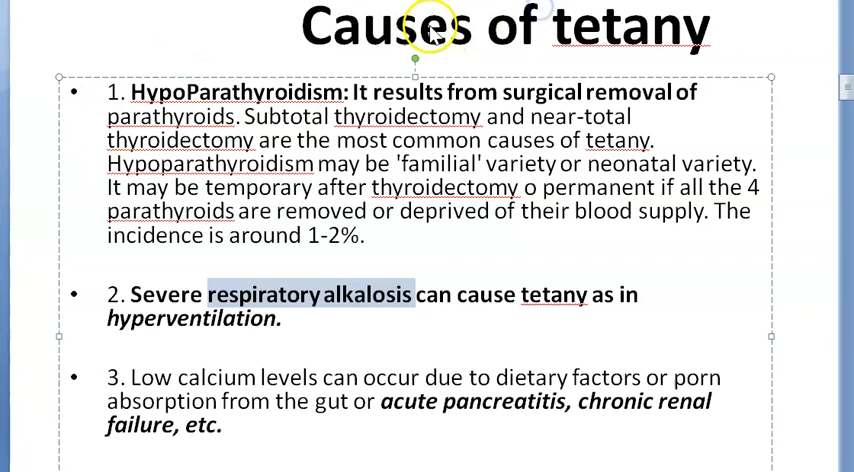 Causes of tetany
• 1. HypoParathyroidism: It results from surgical removal of
parathyroids. Subtotal thyroidectomy and near-total
thyroidectomy are the most common causes of tetany.
Hypoparathyroidism may be 'familial' variety or neonatal variety.
It may be temporary after thyroidectomy o permanent if all the 4
parathyroids are removed or deprived of their blood supply. The
incidence is around 1-2%.
• 2. Severe respiratory alkalosis can cause tetany as in
hyperventilation.
• 3. Low calcium levels can occur due to dietary factors or porn
absorption from the gut or acute pancreatitis, chronic renal
failure, etc.